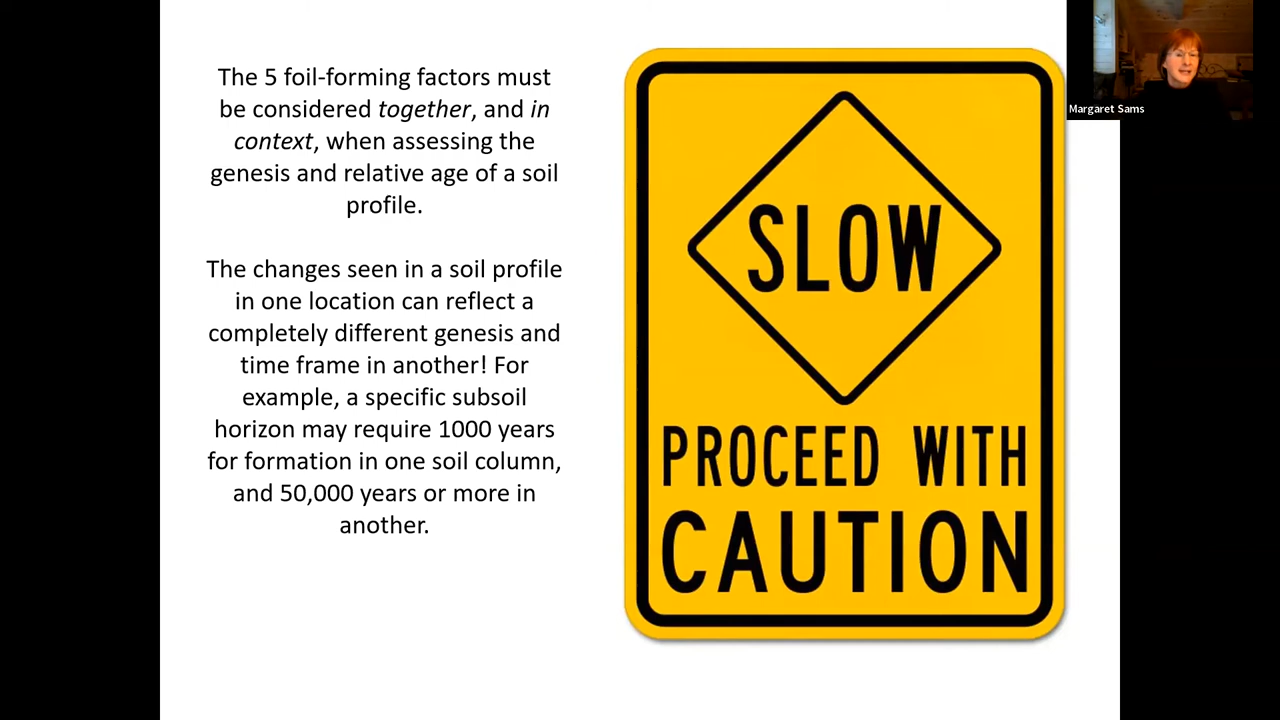 The 5 foil-forming factors must
be considered together, and in
context, when assessing the
genesis and relative age of a soil
profile.
The changes seen in a soil profile
in one location can reflect a
completely different genesis and
time frame in another! For
example, a specific subsoil
horizon may require 1000 years
for formation in one soil column,
and 50,000 years or more in
another.
SLOW
PROCEED WITH
CAUTION
Margaret Sams